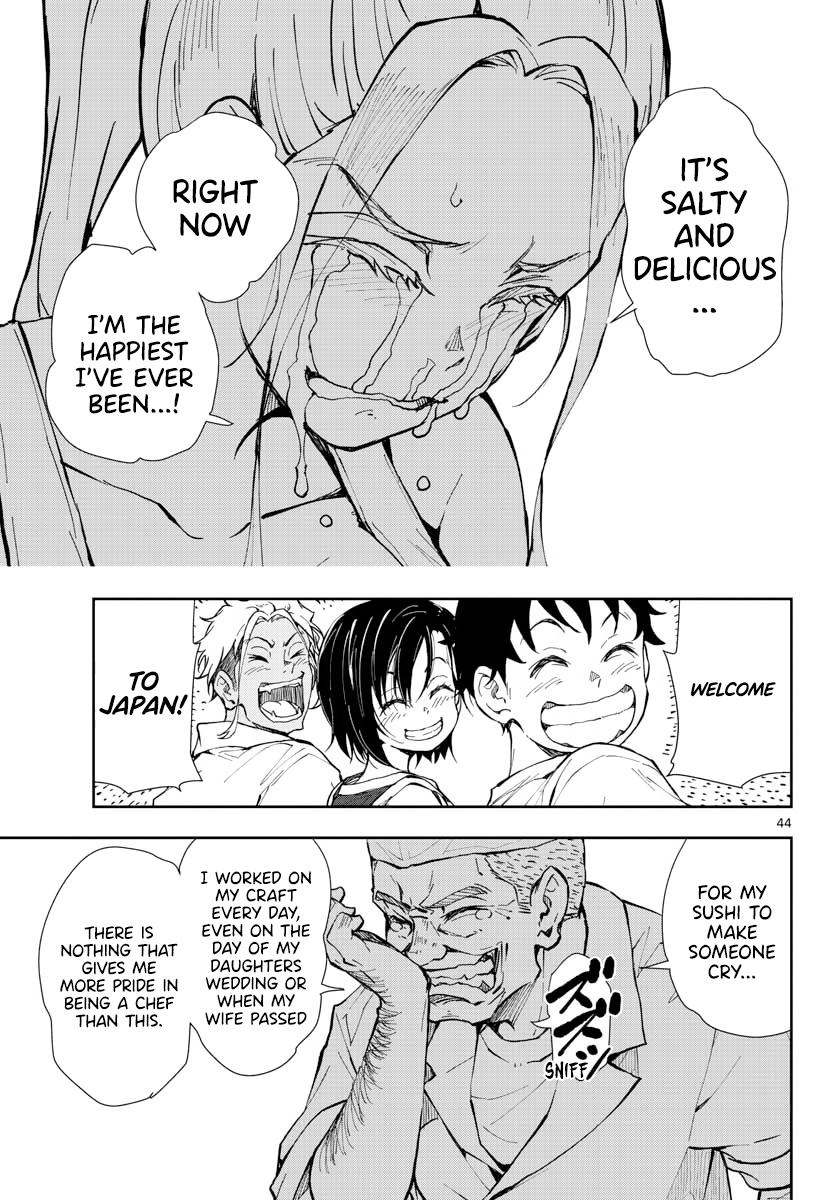 IT'S
SALTY
AND
DELICIOUS
...
RIGHT
NOW
I'M THE
HAPPIEST
I'VE EVER
BEEN...!
WELCOME
TO
JAPAN!
44
FOR MY
SUSHI TO
MAKE
SOMEONE
CRY...
ズズッ
SNIFF
I WORKED ON
MY CRAFT
EVERY DAY,
EVEN ON THE
DAY OF MY
DAUGHTERS
WEDDING OR
WHEN MY
WIFE PASSED
THERE IS
NOTHING THAT
GIVES ME
MORE PRIDE IN
BEING A CHEF
THAN THIS.